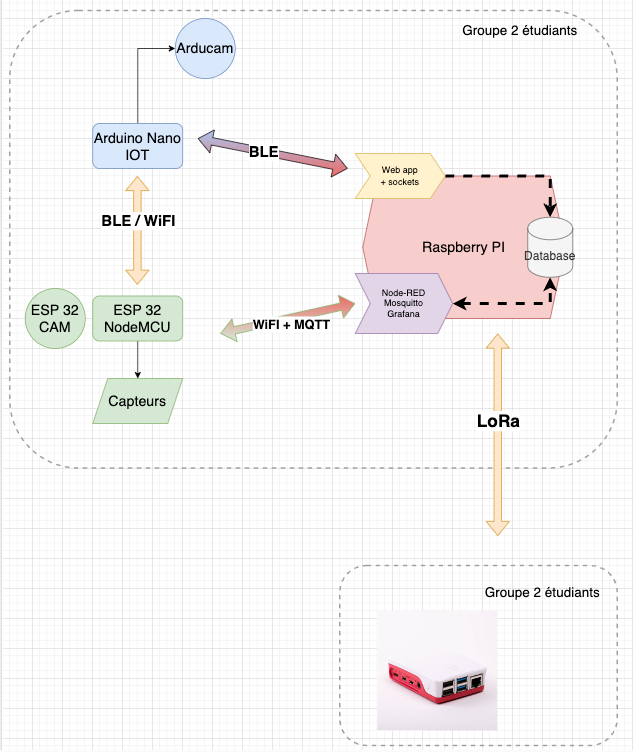 Groupe 2 étudiants
Arducam
Arduino Nano
IOT
BLE
Web app
+ sockets
BLE / WiFI
Raspberry PI
Database
ESP 32
CAM
ESP 32
NodeMCU
Node-RED
Mosquitto
Grafana
WiFI + MQTT
Capteurs
LoRa
Groupe 2 étudiants